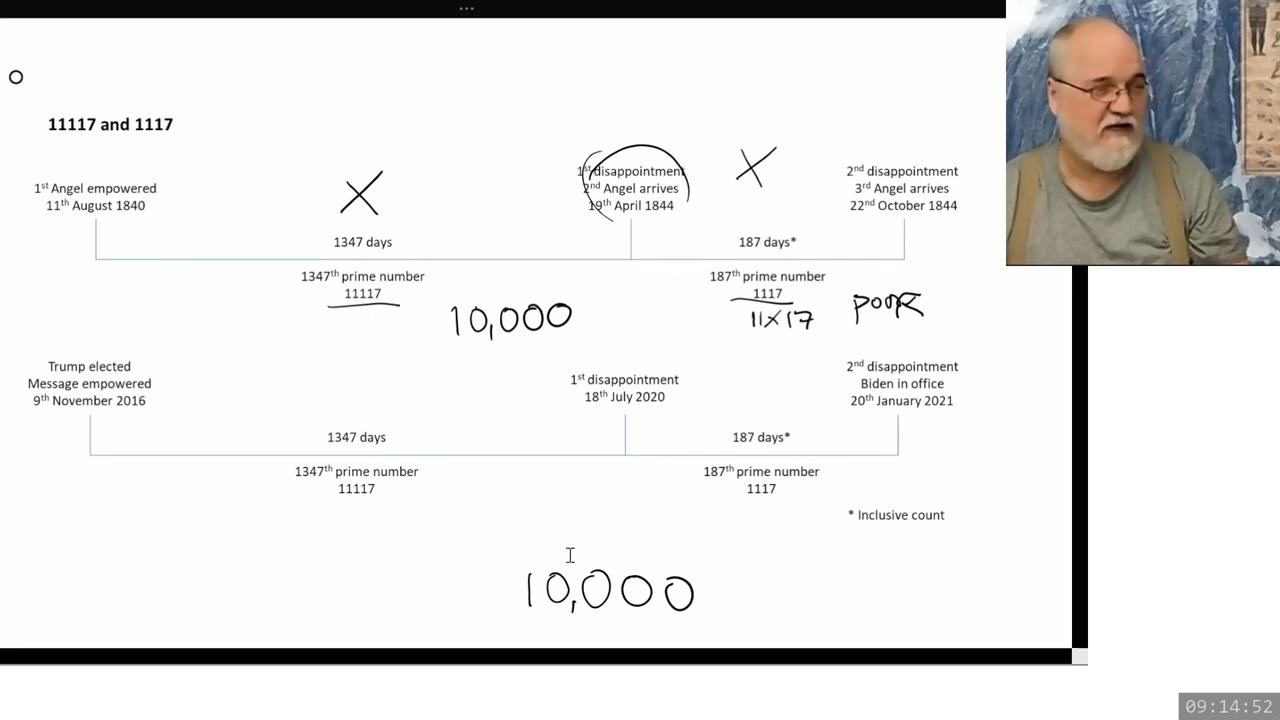 11117 and 1117
1st Angel empowered
11th August 1840
1st disappointment
2nd Angel arrives
19th April 1844
2nd disappointment
3rd Angel arrives
22nd October 1844
X
X
1347 days
187 days*
1347th prime number
11117
187th prime number
1117
10,000
11X17
Trump elected
Message empowered
9th November 2016
1st disappointment
18th July 2020
2nd disappointment
Biden in office
20th January 2021
1347 days
187 days*
1347th prime number
11117
187th prime number
1117
* Inclusive count
10,000
09:14:52